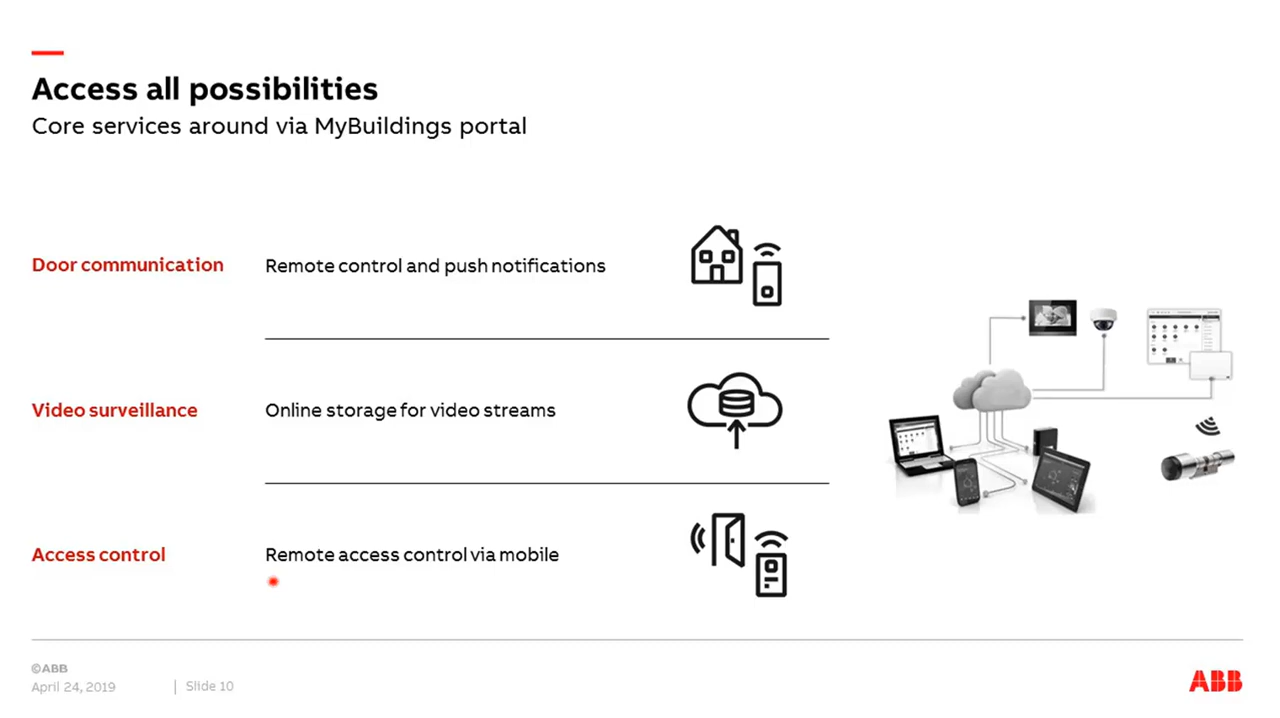 Access all possibilities
Core services around via MyBuildings portal
Door communication
Remote control and push notifications
Video surveillance
Online storage for video streams
Access control
Remote access control via mobile
©ABB
April 24, 2019
Slide 10
ABB